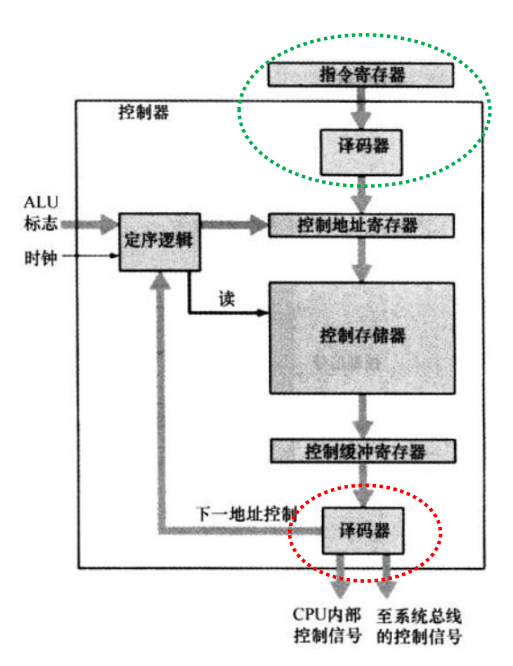 指令寄存器
控制器
译码器
ALU
标志
时钟
定序逻辑
控制地址寄存器
读
控制存储器
控制缓冲寄存器
下一地址控制
译码器
CPU内部
控制信号
至系统总线
的控制信号